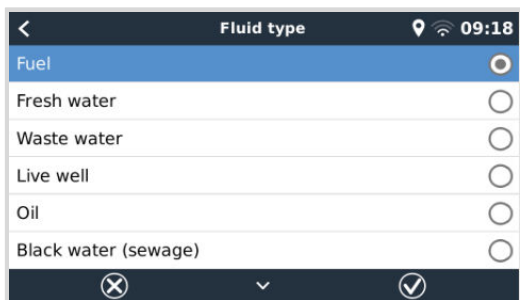 Fluid type 09:18
Fuel
Fresh water
Waste water
Live well
Oil
Black water (sewage)